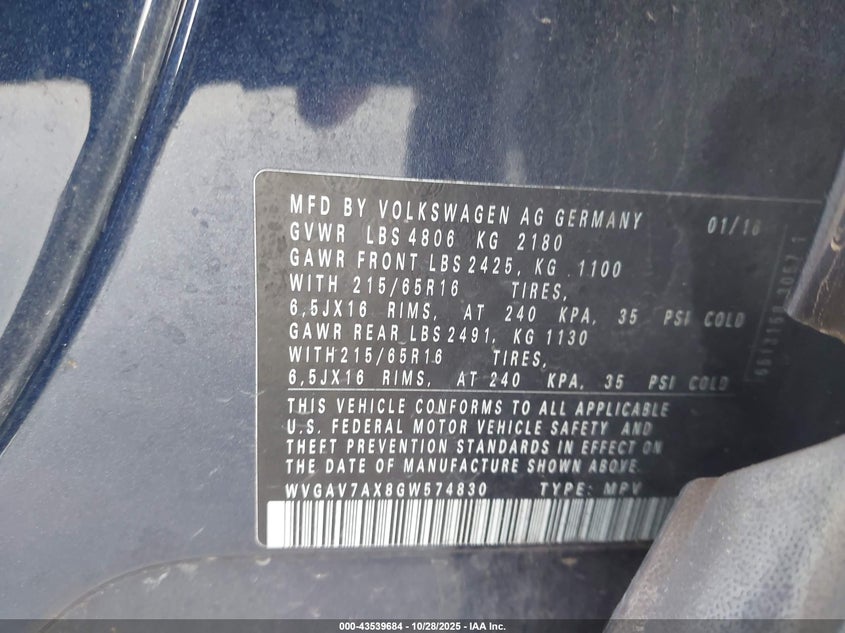 MFD BY VOLKSWAGEN AG GERMANY 01/16
GVWR LBS 4806 KG 2180
GAWR FRONT LBS 2425, KG 1100
WITH 215/65R16 TIRES,
6,5JX16 RIMS, AT 240 KPA, 35 PSI COLD
GAWR REAR LBS 2491, KG 1130
WITH 215/65R16 TIRES,
6,5JX16 RIMS, AT 240 KPA, 35 PSI COLD
THIS VEHICLE CONFORMS TO ALL APPLICABLE
U.S. FEDERAL MOTOR VEHICLE SAFETY AND
THEFT PREVENTION STANDARDS IN EFFECT ON
THE DATE OF MANUFACTURE SHOWN ABOVE.
WVGAV7AX8GW574830 TYPE: MPV
000-43539684 | 10/28/2025 | IAA Inc.